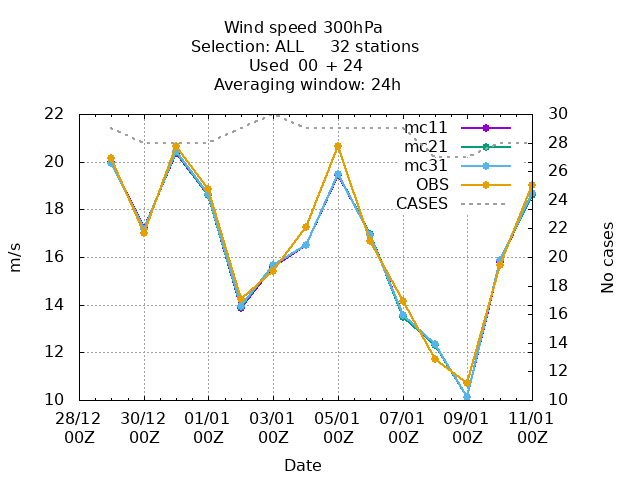 Wind speed 300hPa
Selection: ALL 32 stations
Used 00 + 24
Averaging window: 24h
22 30
mc11
28
mc21
20 26
mc31
OBS
24
CASES
18
22
m/s
No cases
16 20
18
14 16
14
12
12
10 10
28/12 30/12 01/01 03/01 05/01 07/01 09/01 11/01
00Z 00Z 00Z 00Z 00Z 00Z 00Z 00Z
Date